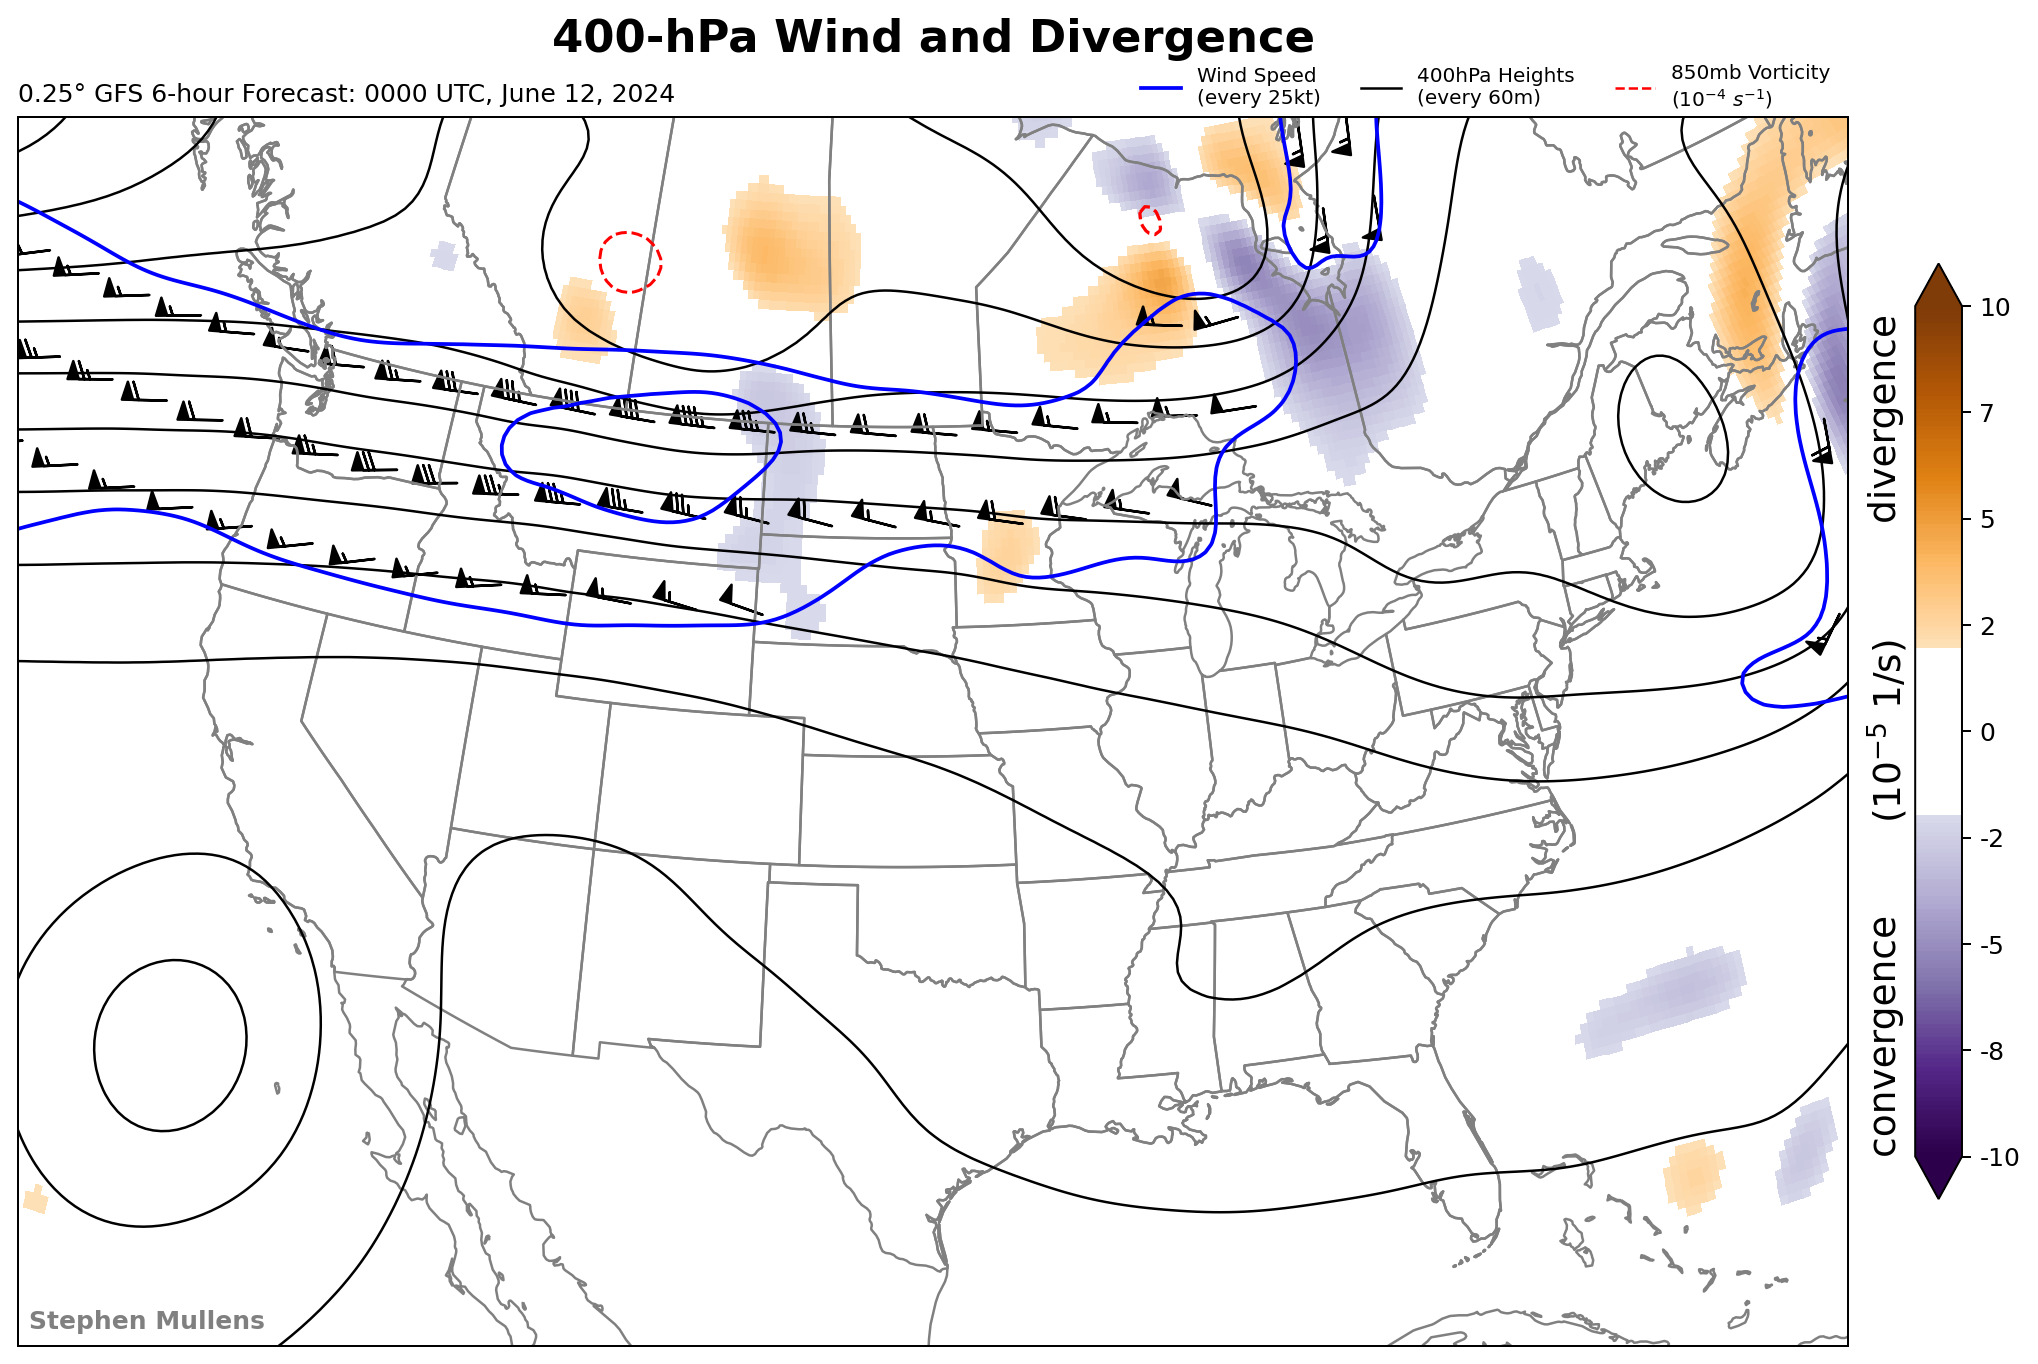 400-hPa Wind and Divergence
0.25° GFS 6-hour Forecast: 0000 UTC, June 12, 2024
Wind Speed
(every 25kt)
400hPa Heights
(every 60m)
850mb Vorticity
(10⁻⁴ s⁻¹)
10
7
5
2
0
-2
-5
-8
-10
convergence (10⁻⁵ 1/s) divergence
Stephen Mullens